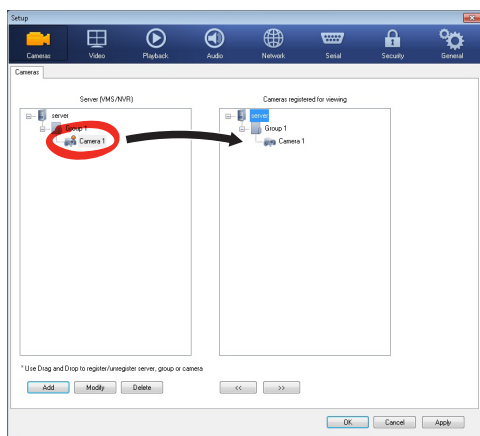 Setup
Cameras Video Playback Audio Network Serial Security General
Cameras
Server (VMS/NVR) Cameras registered for viewing
server server
Group 1 Group 1
Camera 1 Camera 1
* Use Drag and Drop to register/unregister server, group or camera
Add Modify Delete << >>
OK Cancel Apply